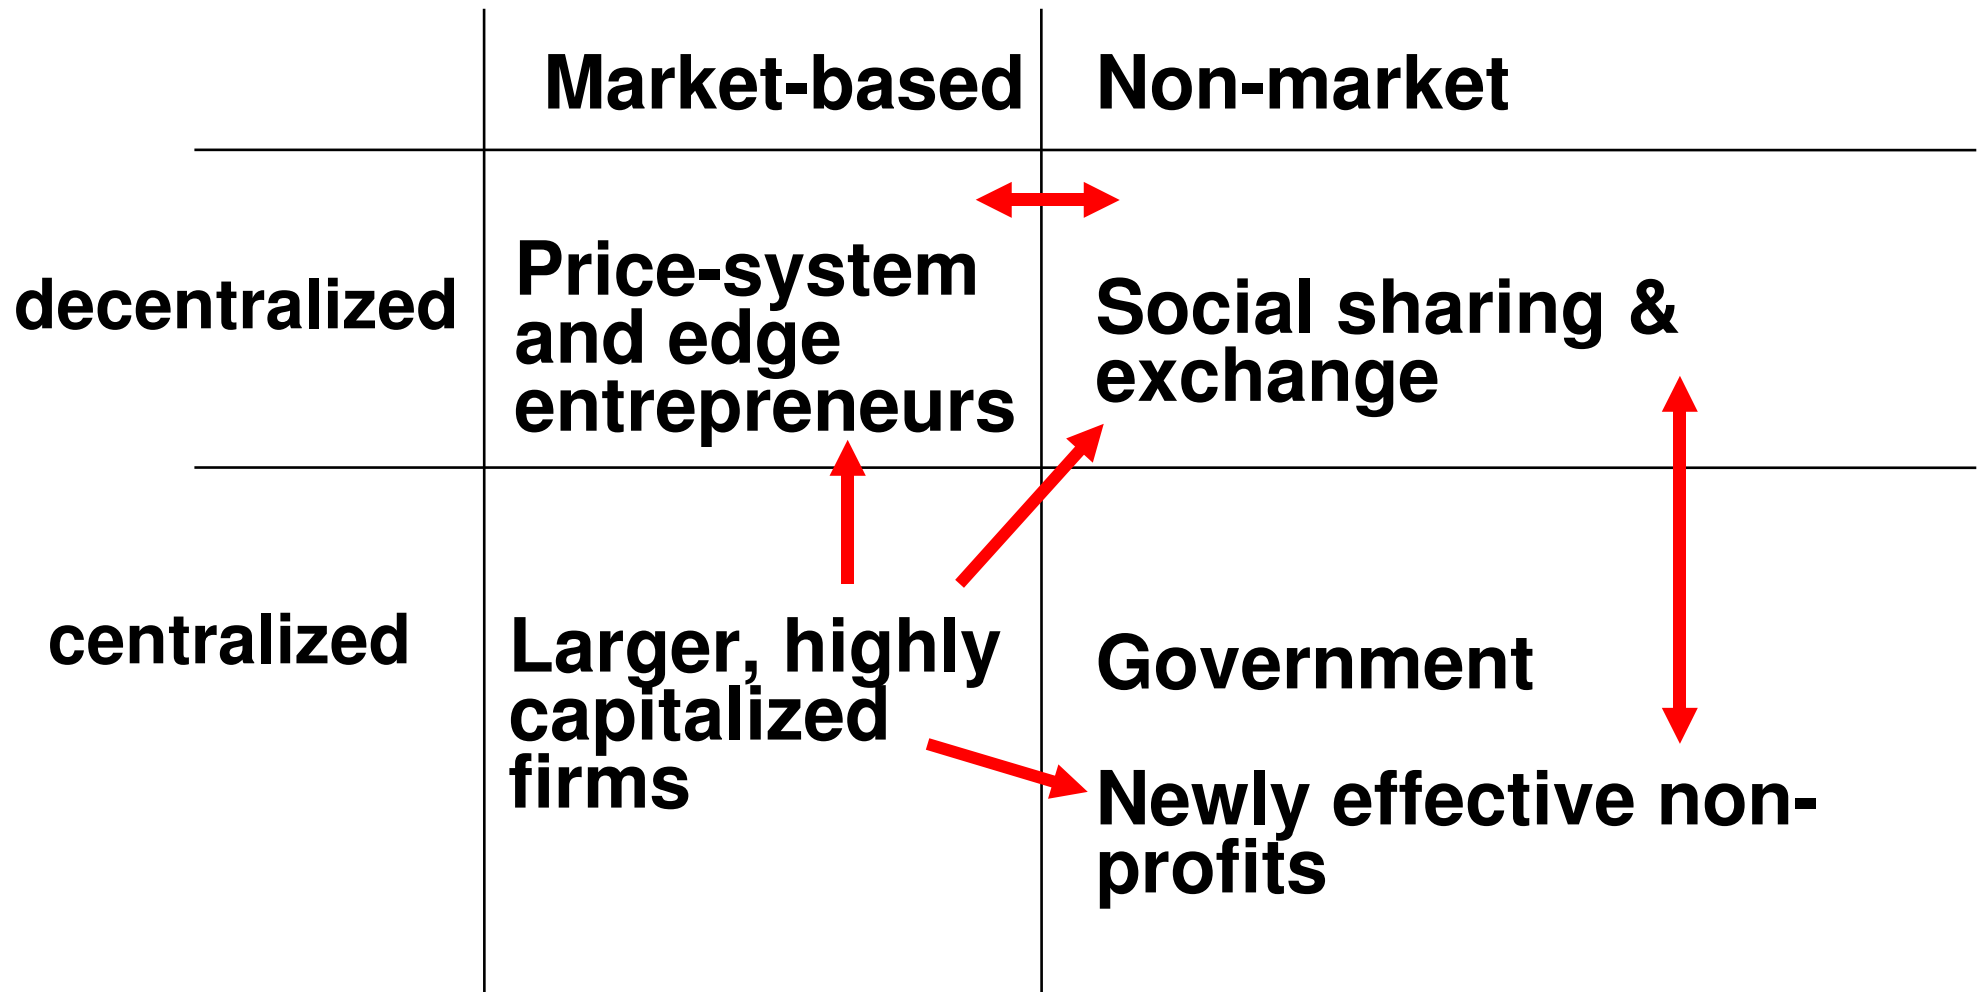 Market-based
Non-market
decentralized
Price-system
and edge
entrepreneurs
Social sharing &
exchange
centralized
Larger, highly
capitalized
firms
Government
Newly effective non-
profits